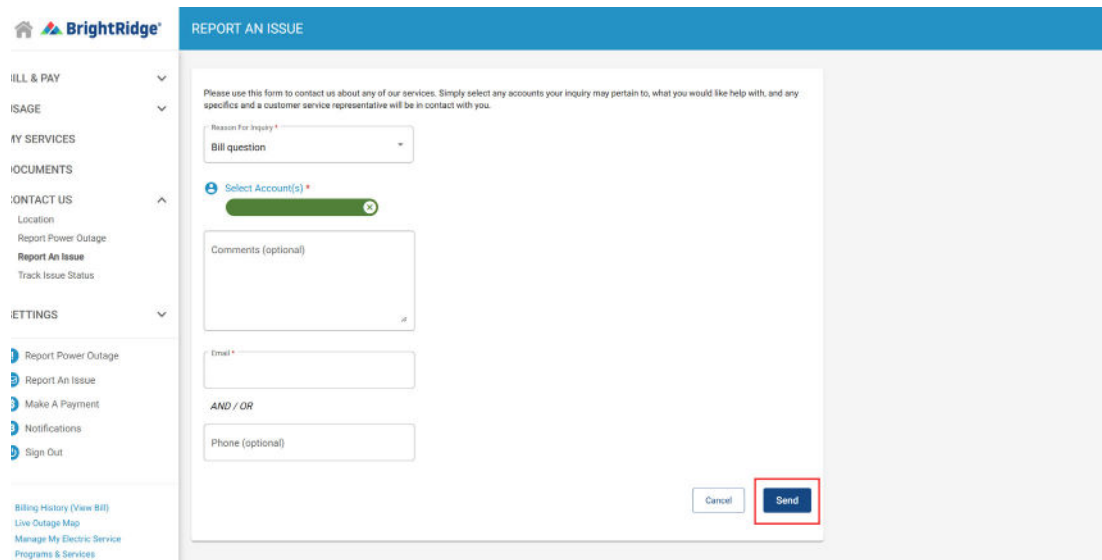 BrightRidge
REPORT AN ISSUE
ILL & PAY
SAGE
MY SERVICES
OCUMENTS
ONTACT US
Location
Report Power Outage
Report An Issue
Track Issue Status
ETTINGS
Report Power Outage
Report An Issue
Make A Payment
Notifications
Sign Out
Billing History (View Bill)
Live Outage Map
Manage My Electric Service
Programs & Services
Please use this form to contact us about any of our services. Simply select any accounts your inquiry may pertain to, what you would like help with, and any
specifics and a customer service representative will be in contact with you.
Reason For Inquiry *
Bill question
Select Account(s) *
Comments (optional)
Email *
AND / OR
Phone (optional)
Cancel
Send